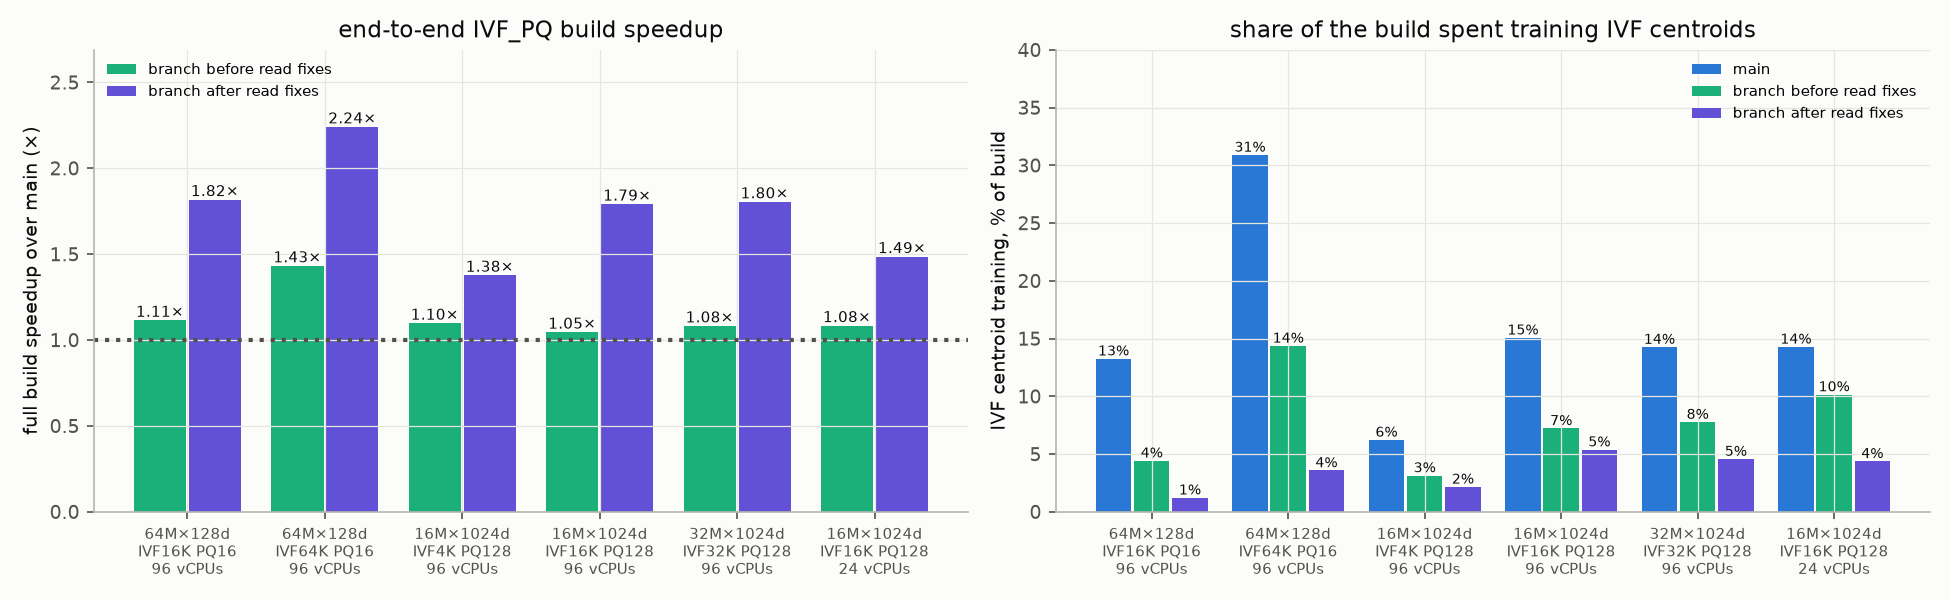 end-to-end IVF_PQ build speedup
full build speedup over main (×)
2.5
2.0
1.5
1.0
0.5
0.0
branch before read fixes
branch after read fixes
1.11×
1.82×
1.43×
2.24×
1.10×
1.38×
1.05×
1.79×
1.08×
1.80×
1.08×
1.49×
64M×128d
IVF16K PQ16
96 vCPUs
64M×128d
IVF64K PQ16
96 vCPUs
16M×1024d
IVF4K PQ128
96 vCPUs
16M×1024d
IVF16K PQ128
96 vCPUs
32M×1024d
IVF32K PQ128
96 vCPUs
16M×1024d
IVF16K PQ128
24 vCPUs
share of the build spent training IVF centroids
IVF centroid training, % of build
40
35
30
25
20
15
10
5
0
main
branch before read fixes
branch after read fixes
13%
4%
1%
31%
14%
4%
6%
3%
2%
15%
7%
5%
14%
8%
5%
14%
10%
4%
64M×128d
IVF16K PQ16
96 vCPUs
64M×128d
IVF64K PQ16
96 vCPUs
16M×1024d
IVF4K PQ128
96 vCPUs
16M×1024d
IVF16K PQ128
96 vCPUs
32M×1024d
IVF32K PQ128
96 vCPUs
16M×1024d
IVF16K PQ128
24 vCPUs